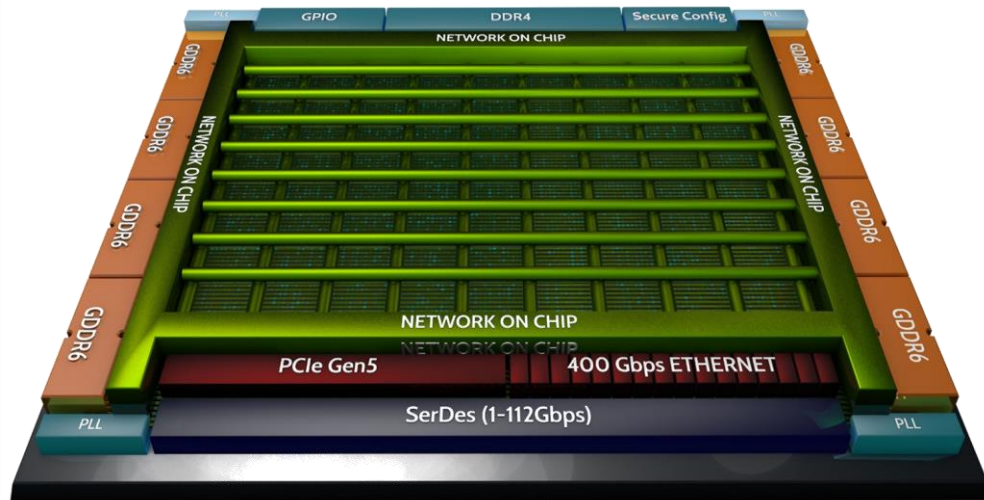 PLL
GPIO
DDR4
Secure Config
PLL
NETWORK ON CHIP
GDDR6
GDDR6
GDDR6
GDDR6
NETWORK ON CHIP
NETWORK ON CHIP
GDDR6
GDDR6
GDDR6
GDDR6
NETWORK ON CHIP
NETWORK ON CHIP
PCIe Gen5
400 Gbps ETHERNET
SerDes (1-112Gbps)
PLL
PLL